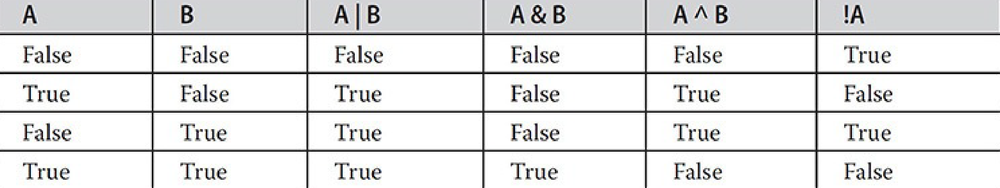 A B A | B A & B A ^ B !A
False False False False False True
True False True False True False
False True True False True True
True True True True False False